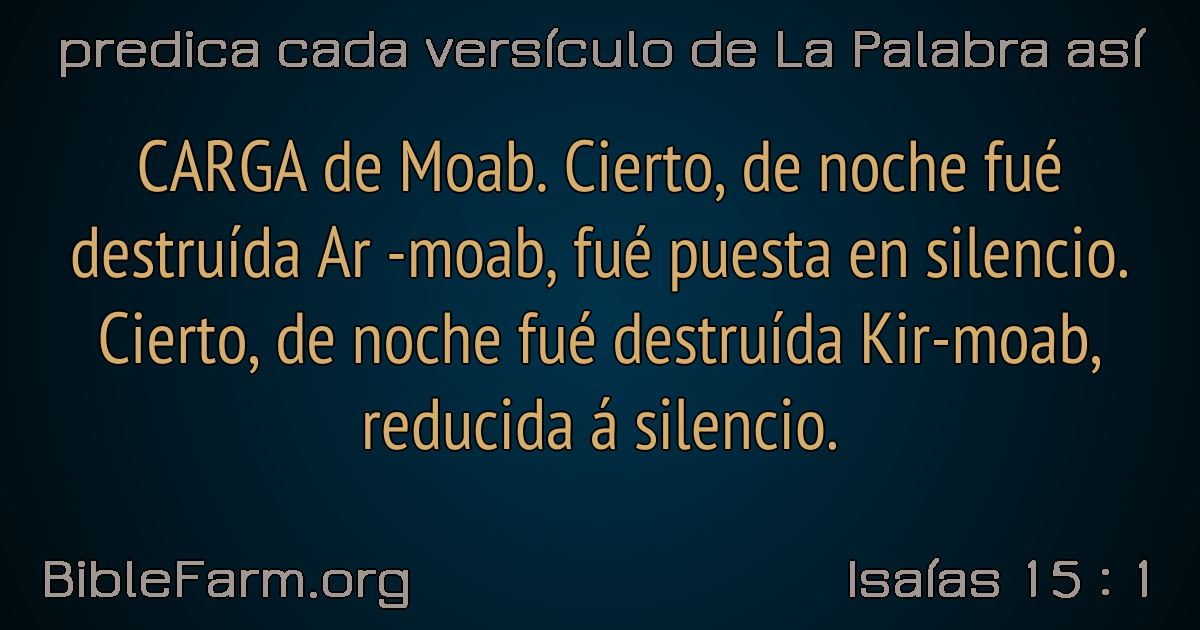 predica cada versículo de La Palabra así
CARGA de Moab. Cierto, de noche fué
destruída Ar -moab, fué puesta en silencio.
Cierto, de noche fué destruída Kir-moab,
reducida á silencio.
BibleFarm.org
Isaías 15 : 1